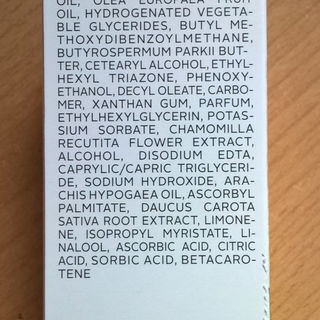 OIL, OLEA EUROPAEA FRUIT
OIL, HYDROGENATED VEGETA-
BLE GLYCERIDES, BUTYL ME-
THOXYDIBENZOYLMETHANE,
BUTYROSPERMUM PARKII BUT-
TER, CETEARYL ALCOHOL, ETHYL-
HEXYL TRIAZONE, PHENOXY-
ETHANOL, DECYL OLEATE, CARBO-
MER, XANTHAN GUM, PARFUM,
ETHYLHEXYLGLYCERIN, POTAS-
SIUM SORBATE, CHAMOMILLA
RECUTITA FLOWER EXTRACT,
ALCOHOL, DISODIUM EDTA,
CAPRYLIC/CAPRIC TRIGLYCERI-
DE, SODIUM HYDROXIDE, ARA-
CHIS HYPOGAEA OIL, ASCORBYL
PALMITATE, DAUCUS CAROTA
SATIVA ROOT EXTRACT, LIMONE-
NE, ISOPROPYL MYRISTATE, LI-
NALOOL, ASCORBIC ACID, CITRIC
ACID, SORBIC ACID, BETACARO-
TENE